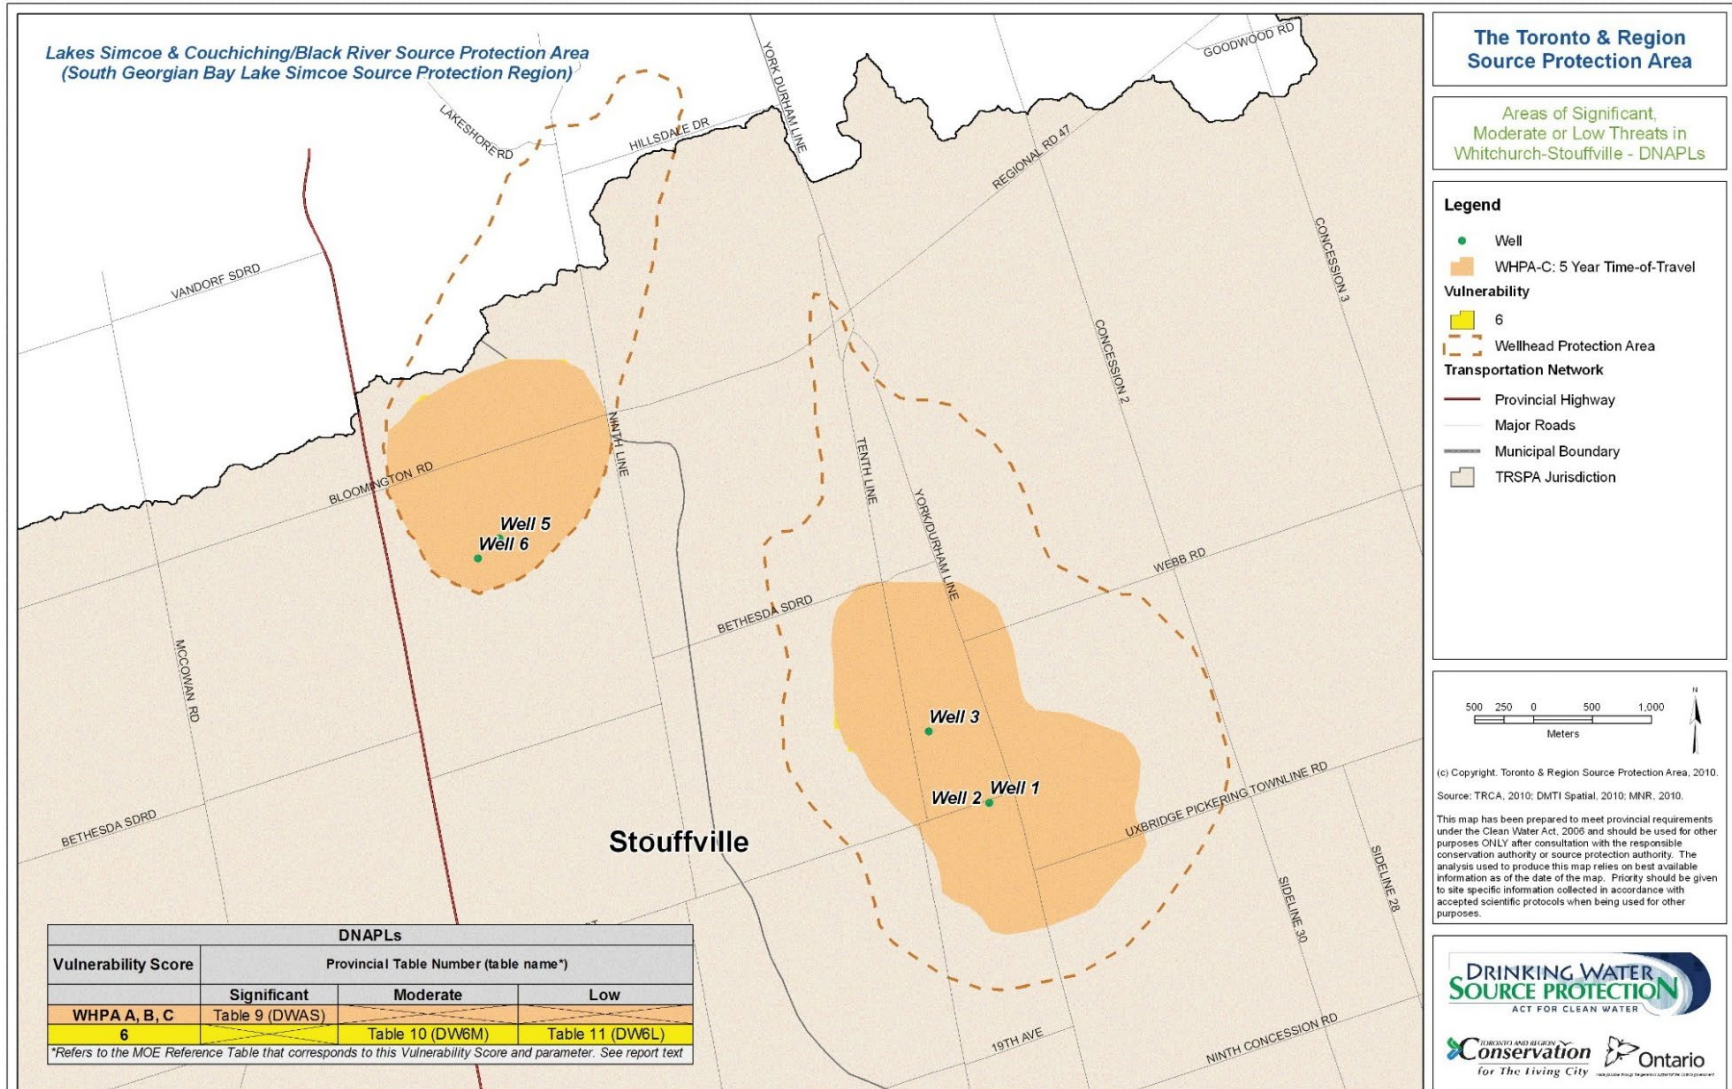 Lakes Simcoe & Couchiching/Black River Source Protection Area
(South Georgian Bay Lake Simcoe Source Protection Region)
GOODWOOD RD
YORK DURHAM LINE
LAKESHORE RD
HILLSDALE DR
REGIONAL RD 47
VANDORF SDRD
CONCESSION 3
CONCESSION 2
NINTH LINE
TENTH LINE
BLOOMINGTON RD
YORK/DURHAM LINE
Well 5
Well 6
WEBB RD
BETHESDA SDRD
MCCOWAN RD
Well 3
Well 1
Well 2
UXBRIDGE PICKERING TOWNLINE RD
BETHESDA SDRD
Stouffville
SIDELINE 30
SIDELINE 28
19TH AVE
NINTH CONCESSION RD
DNAPLs
Vulnerability Score
Provincial Table Number (table name*)
Significant Moderate Low
WHPA A, B, C Table 9 (DWAS)
6 Table 10 (DW6M) Table 11 (DW6L)
*Refers to the MOE Reference Table that corresponds to this Vulnerability Score and parameter. See report text
The Toronto & Region
Source Protection Area
Areas of Significant,
Moderate or Low Threats in
Whitchurch-Stouffville - DNAPLs
Legend
Well
WHPA-C: 5 Year Time-of-Travel
Vulnerability
6
Wellhead Protection Area
Transportation Network
Provincial Highway
Major Roads
Municipal Boundary
TRSPA Jurisdiction
N
500 250 0 500 1,000
Meters
(c) Copyright. Toronto & Region Source Protection Area, 2010.
Source: TRCA, 2010; DMTI Spatial, 2010; MNR, 2010.
This map has been prepared to meet provincial requirements
under the Clean Water Act, 2006 and should be used for other
purposes ONLY after consultation with the responsible
conservation authority or source protection authority. The
analysis used to produce this map relies on best available
information as of the date of the map. Priority should be given
to site specific information collected in accordance with
accepted scientific protocols when being used for other
purposes.
DRINKING WATER
SOURCE PROTECTION
ACT FOR CLEAN WATER
TORONTO AND REGION
Conservation
for The Living City
Ontario